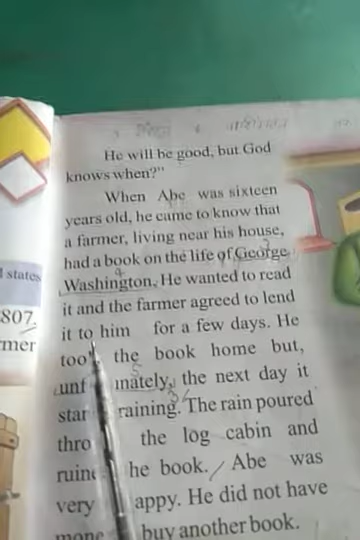 He will be good, but God
knows when?"
When Abe was sixteen
years old, he came to know that
a farmer, living near his house,
had a book on the life of George
Washington. He wanted to read
it and the farmer agreed to lend
it to him for a few days. He
the book home but,
the next day it
raining. The rain poured
the log cabin and
he book. Abe was
very appy. He did not have
buy another book.
states
807,
mer